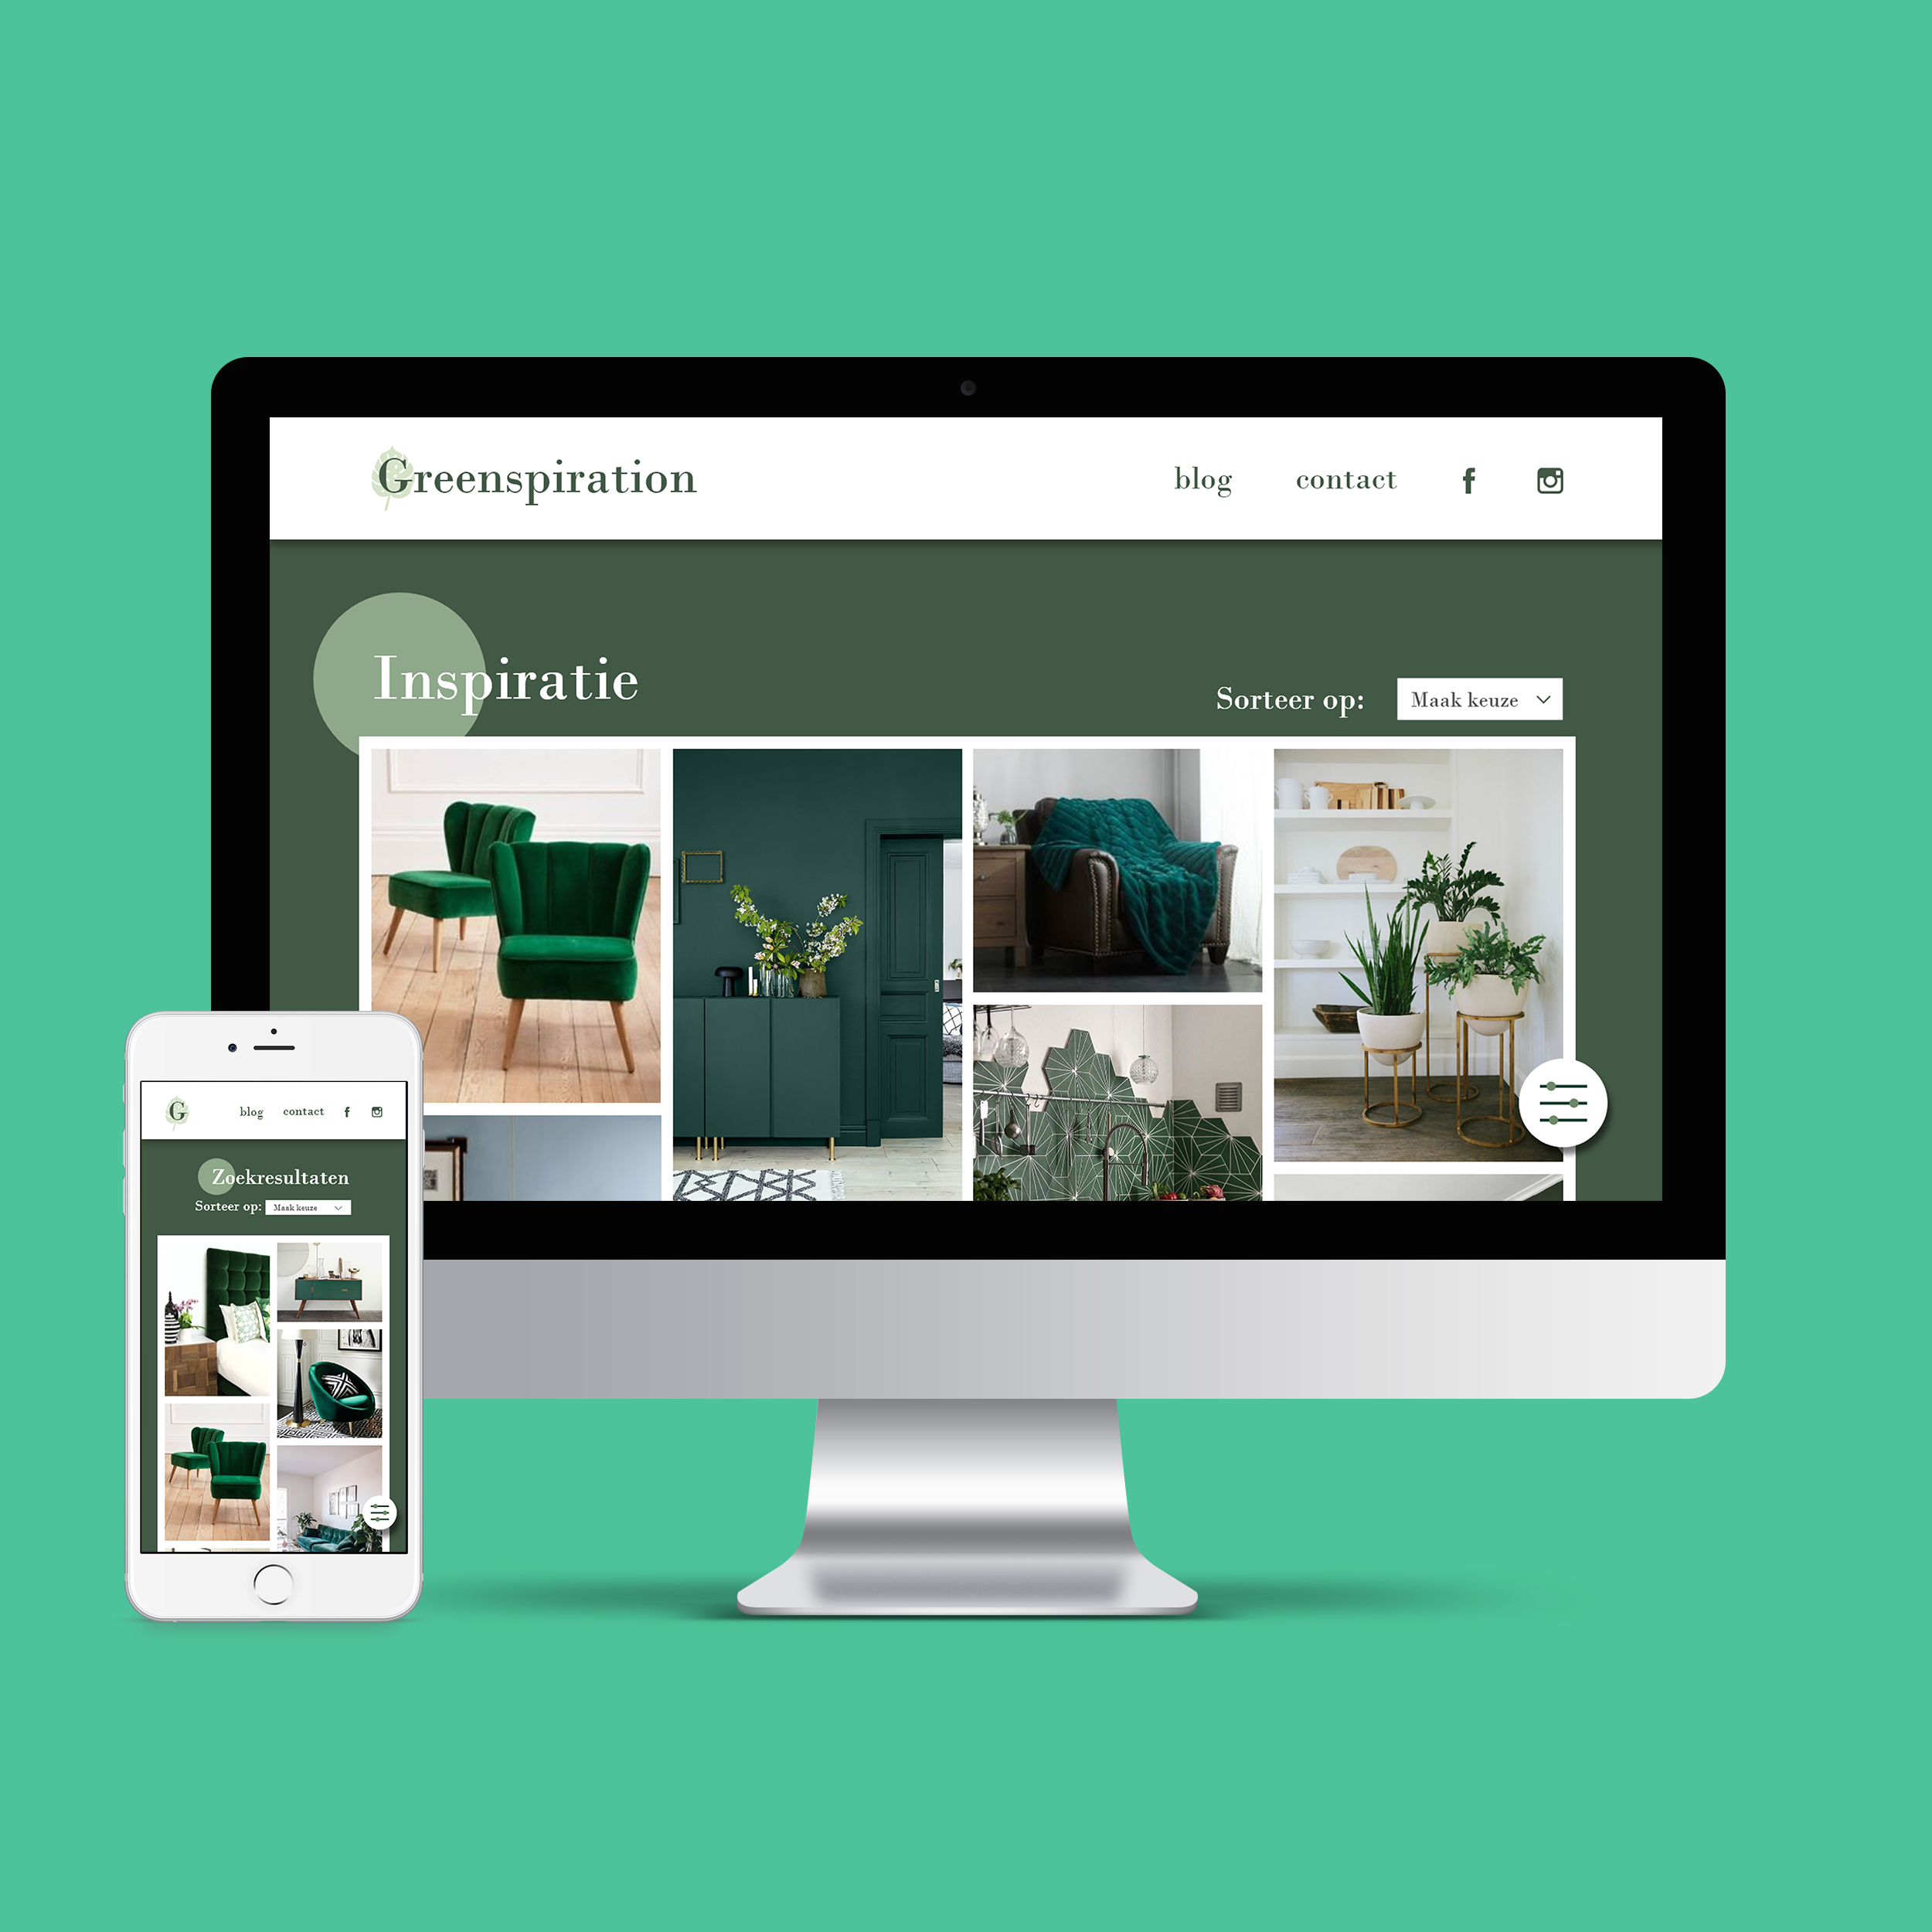 Greenspiration
blog contact
Inspiratie
Sorteer op: Maak keuze
G blog contact
Zoekresultaten
Sorteer op: Maak keuze